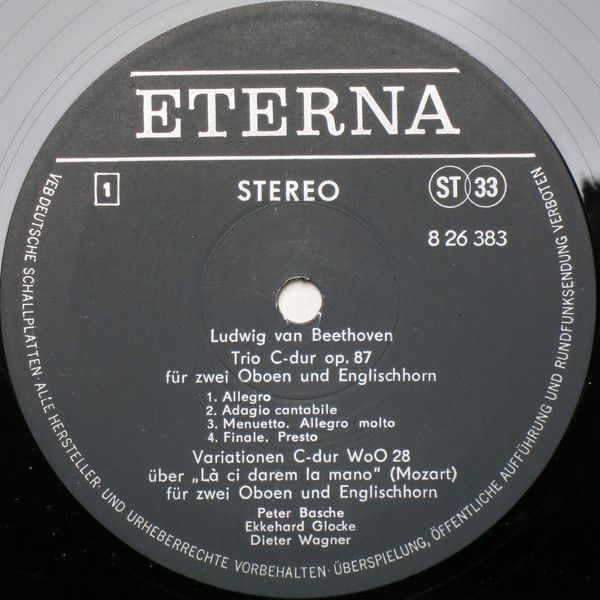 ETERNA
1
STEREO
ST 33
8 26 383
Ludwig van Beethoven
Trio C-dur op. 87
für zwei Oboen und Englischhorn
1. Allegro
2. Adagio cantabile
3. Menuetto. Allegro molto
4. Finale. Presto
Variationen C-dur WoO 28
über „Là ci darem la mano“ (Mozart)
für zwei Oboen und Englischhorn
Peter Basche
Ekkehard Glocke
Dieter Wagner
VEB DEUTSCHE SCHALLPLATTEN · ALLE HERSTELLER- UND URHEBERRECHTE VORBEHALTEN · ÜBERSPIELUNG, ÖFFENTLICHE AUFFÜHRUNG UND RUNDFUNKSENDUNG VERBOTEN